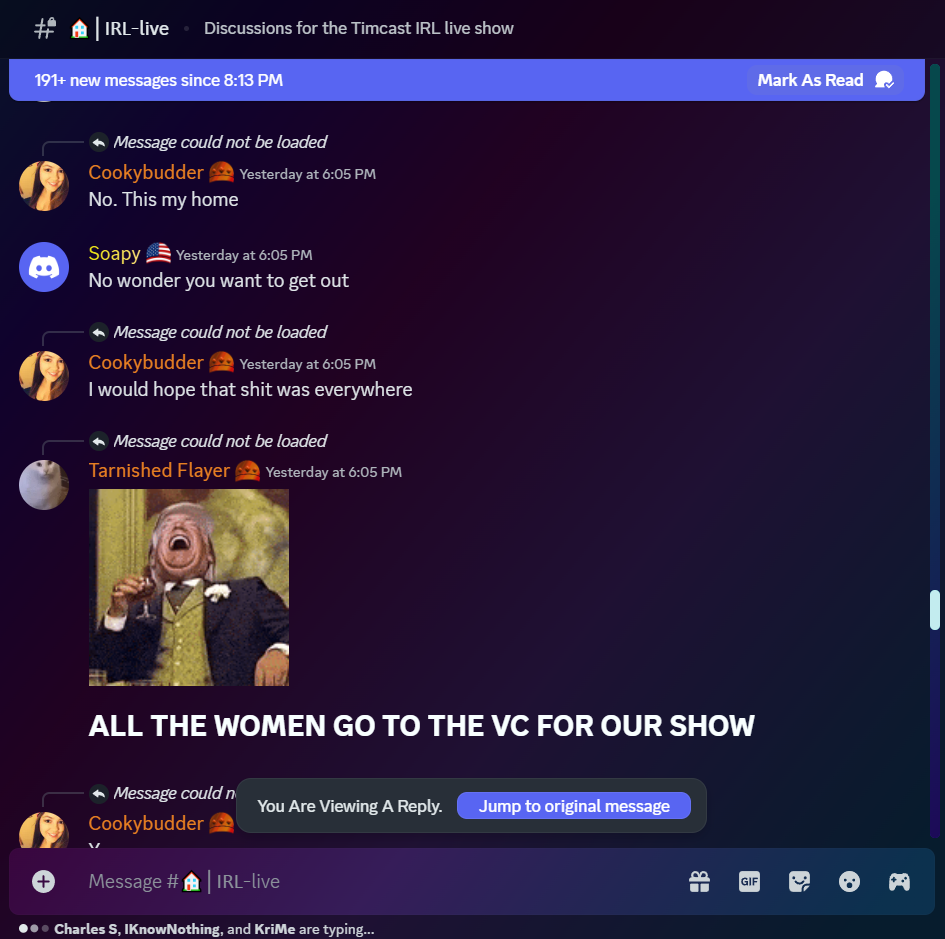 🏠 | IRL-live • Discussions for the Timcast IRL live show
191+ new messages since 8:13 PM Mark As Read
Message could not be loaded
Cookybudder Yesterday at 6:05 PM
No. This my home
Soapy 🇺🇸 Yesterday at 6:05 PM
No wonder you want to get out
Message could not be loaded
Cookybudder Yesterday at 6:05 PM
I would hope that shit was everywhere
Message could not be loaded
Tarnished Flayer Yesterday at 6:05 PM
ALL THE WOMEN GO TO THE VC FOR OUR SHOW
Message could n
Cookybudder
You Are Viewing A Reply. Jump to original message
Message #🏠 | IRL-live GIF
Charles S, IKnowNothing, and KriMe are typing...